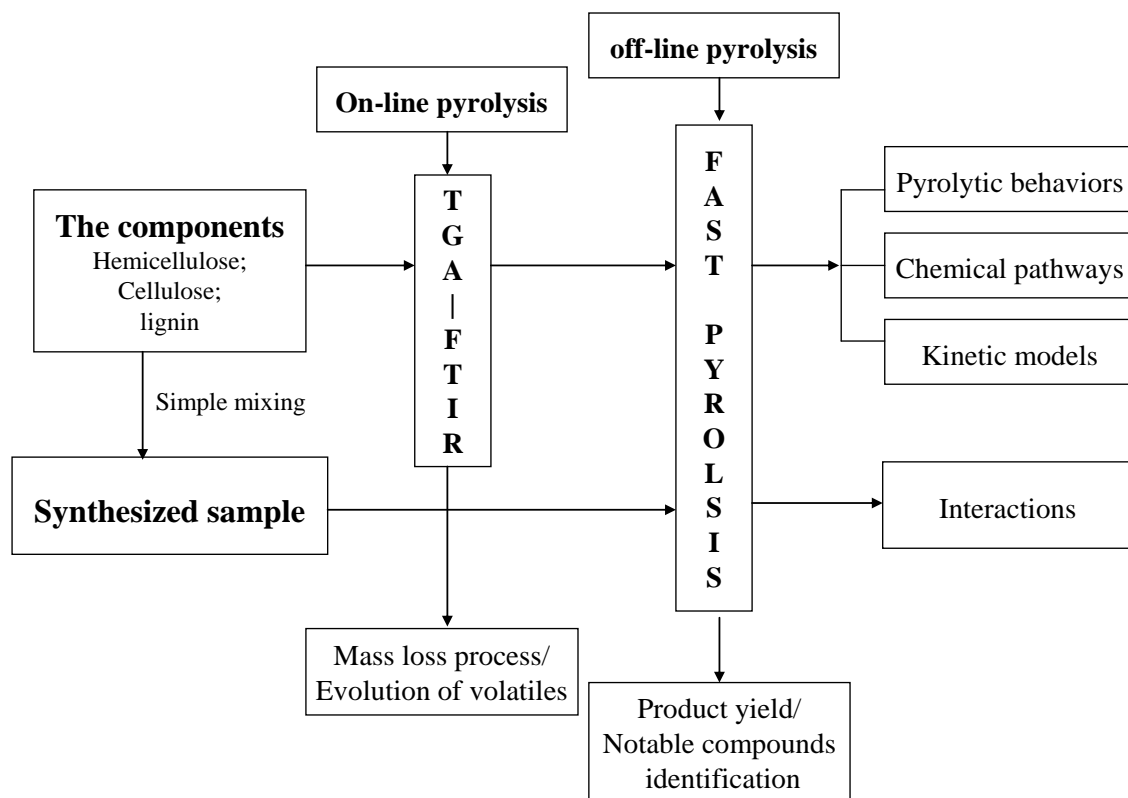 off-line pyrolysis
On-line pyrolysis
The components
Hemicellulose;
Cellulose;
lignin
Simple mixing
Synthesized sample
T
G
A
|
F
T
I
R
F
A
S
T
P
Y
R
O
L
S
I
S
Pyrolytic behaviors
Chemical pathways
Kinetic models
Interactions
Mass loss process/
Evolution of volatiles
Product yield/
Notable compounds
identification